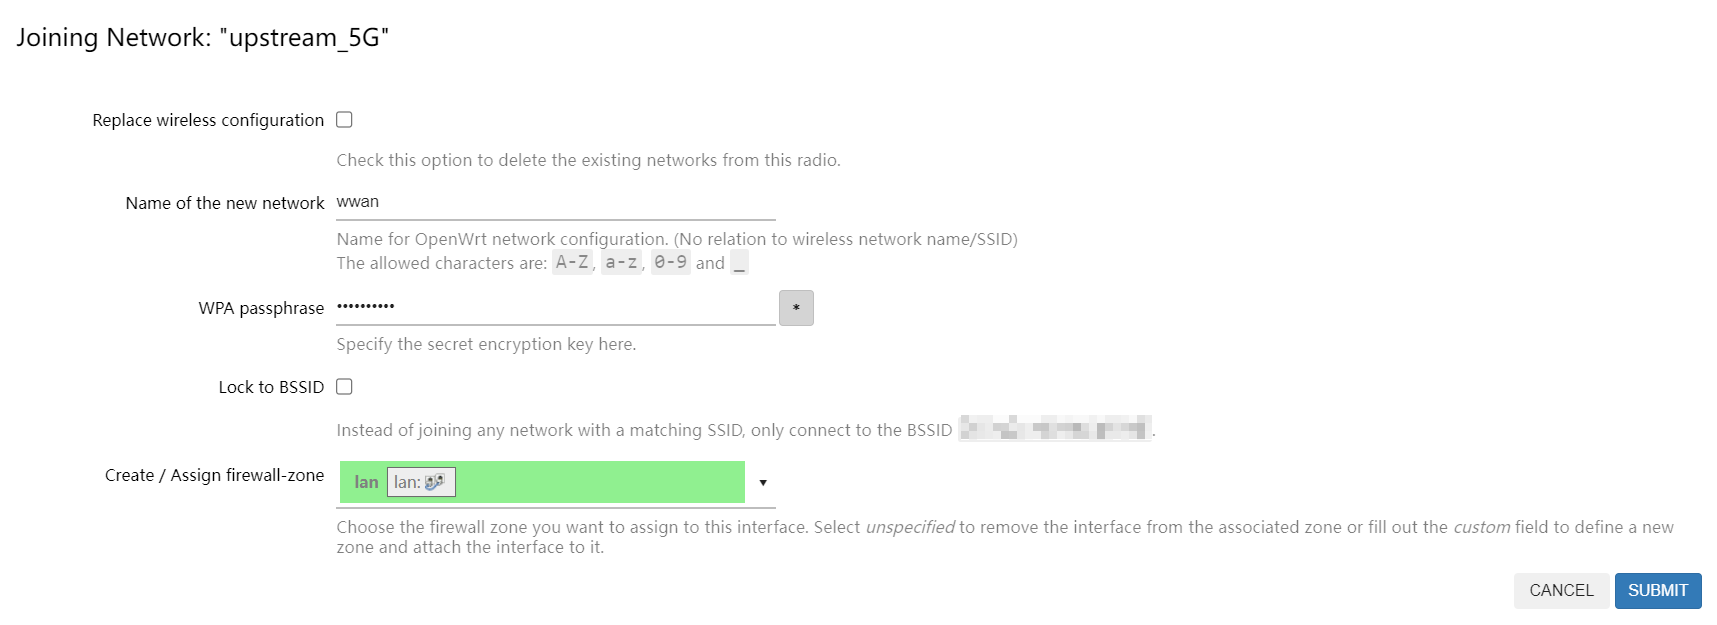 Joining Network: "upstream_5G"
Replace wireless configuration
Check this option to delete the existing networks from this radio.
Name of the new network wwan
Name for OpenWrt network configuration. (No relation to wireless network name/SSID)
The allowed characters are: A-Z, a-z, 0-9 and _
WPA passphrase •••••••••• *
Specify the secret encryption key here.
Lock to BSSID
Instead of joining any network with a matching SSID, only connect to the BSSID .
Create / Assign firewall-zone lan lan: ▾
Choose the firewall zone you want to assign to this interface. Select unspecified to remove the interface from the associated zone or fill out the custom field to define a new
zone and attach the interface to it.
CANCEL SUBMIT